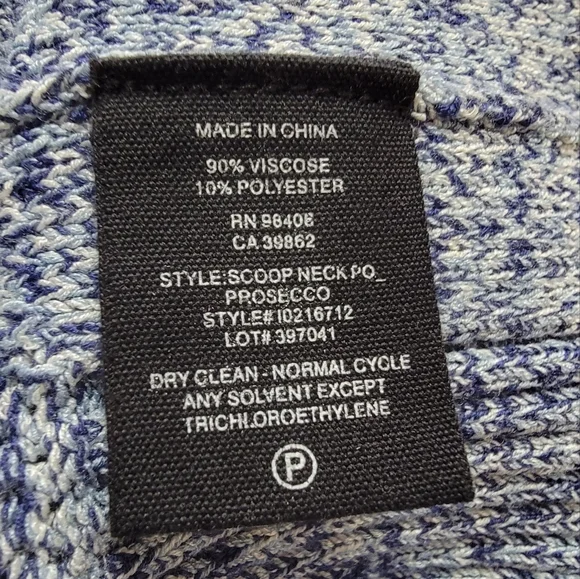 MADE IN CHINA
90% VISCOSE
10% POLYESTER
RN 98408
CA 39862
STYLE:SCOOP NECK PO_
PROSECCO
STYLE# I0216712
LOT# 397041
DRY CLEAN - NORMAL CYCLE
ANY SOLVENT EXCEPT
TRICHLOROETHYLENE
P